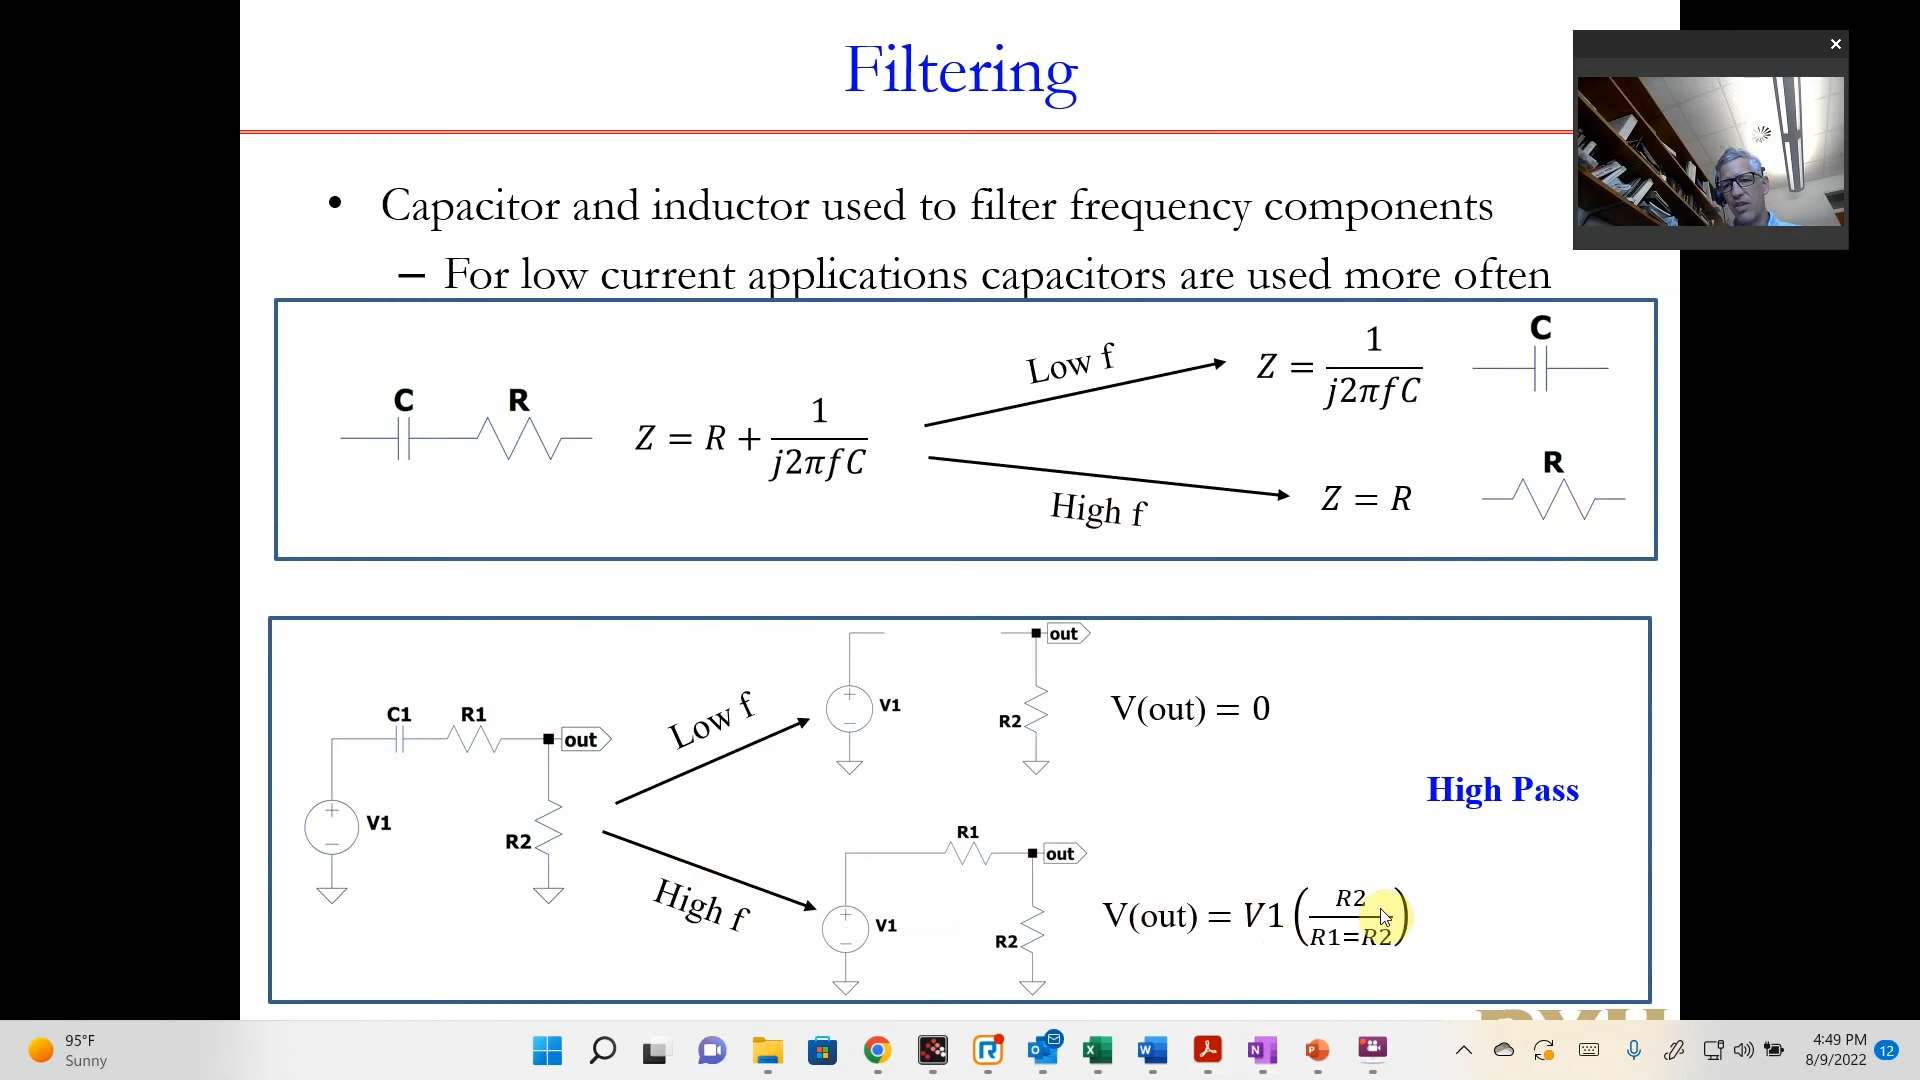 Filtering
• Capacitor and inductor used to filter frequency components
– For low current applications capacitors are used more often
C R
Z = R + 1/(j2πfC)
Low f
Z = 1/(j2πfC)
C
High f
Z = R
R
C1 R1 out
V1
R2
Low f
V1
out
R2
V(out) = 0
High Pass
High f
R1
out
V1
R2
V(out) = V1 (R2/(R1=R2))
95°F
Sunny
4:49 PM
8/9/2022
12